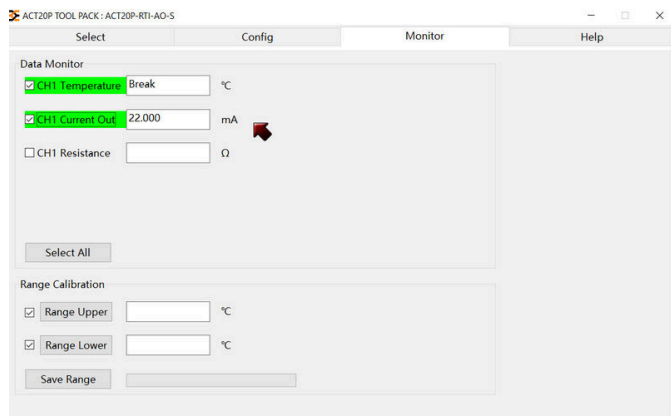 ACT20P TOOL PACK : ACT20P-RTI-AO-S
Select Config Monitor Help
Data Monitor
CH1 Temperature Break °C
CH1 Current Out 22.000 mA
CH1 Resistance Ω
Select All
Range Calibration
Range Upper °C
Range Lower °C
Save Range